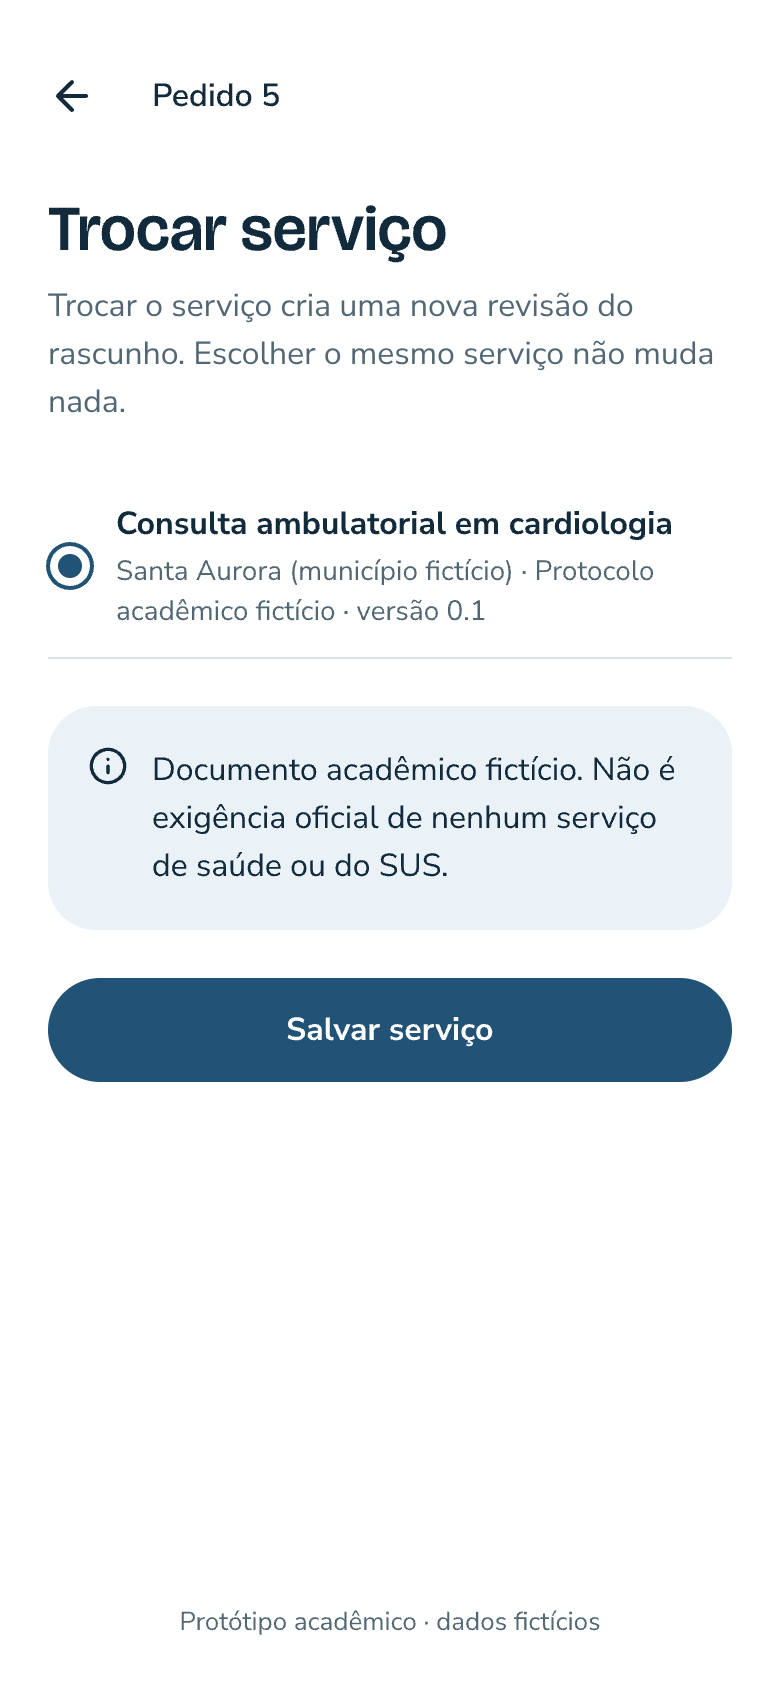 Pedido 5
Trocar serviço
Trocar o serviço cria uma nova revisão do
rascunho. Escolher o mesmo serviço não muda
nada.
Consulta ambulatorial em cardiologia
Santa Aurora (município fictício) · Protocolo
acadêmico fictício · versão 0.1
Documento acadêmico fictício. Não é
exigência oficial de nenhum serviço
de saúde ou do SUS.
Salvar serviço
Protótipo acadêmico · dados fictícios